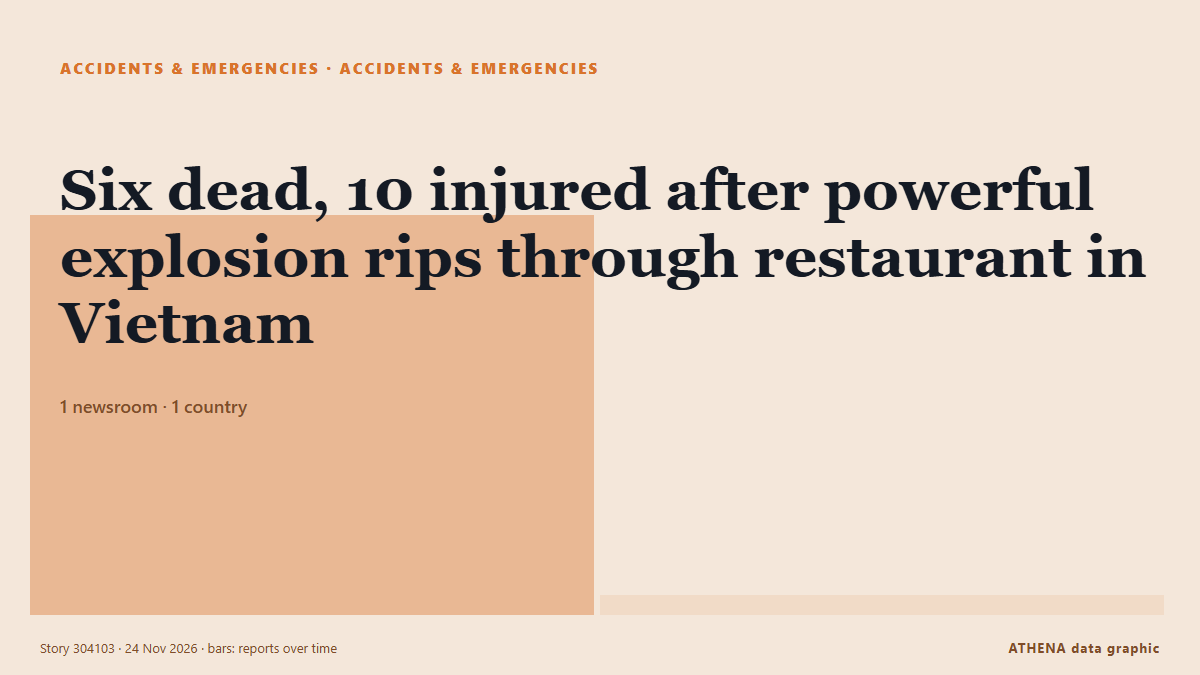 ACCIDENTS & EMERGENCIES · ACCIDENTS & EMERGENCIES
Six dead, 10 injured after powerful
explosion rips through restaurant in
Vietnam
1 newsroom · 1 country
Story 304103 · 24 Nov 2026 · bars: reports over time
ATHENA data graphic